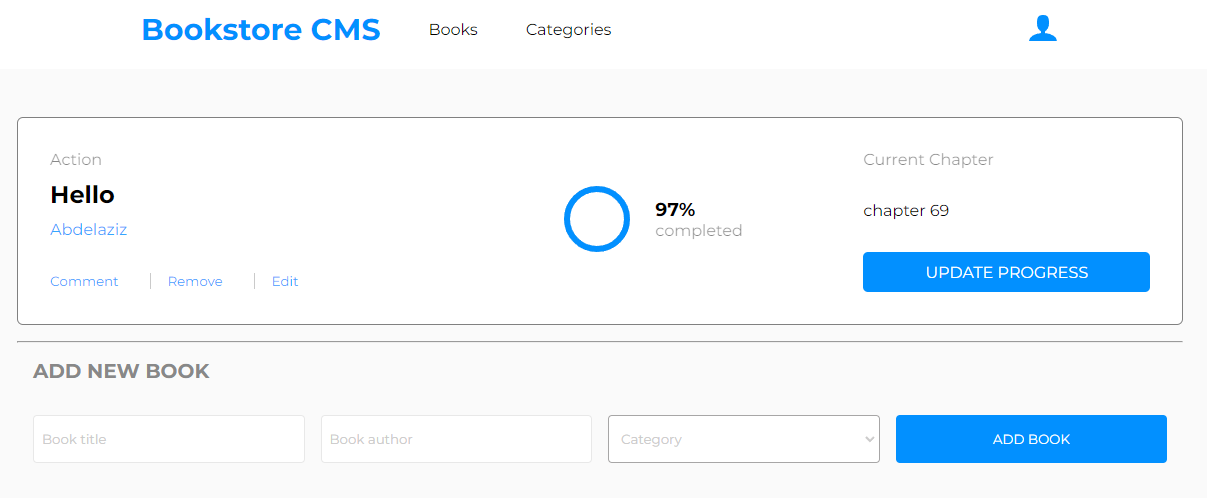 Bookstore CMS Books Categories
Action
Hello
Abdelaziz
Comment Remove Edit
97%
completed
Current Chapter
chapter 69
UPDATE PROGRESS
ADD NEW BOOK
Book title Book author Category ADD BOOK